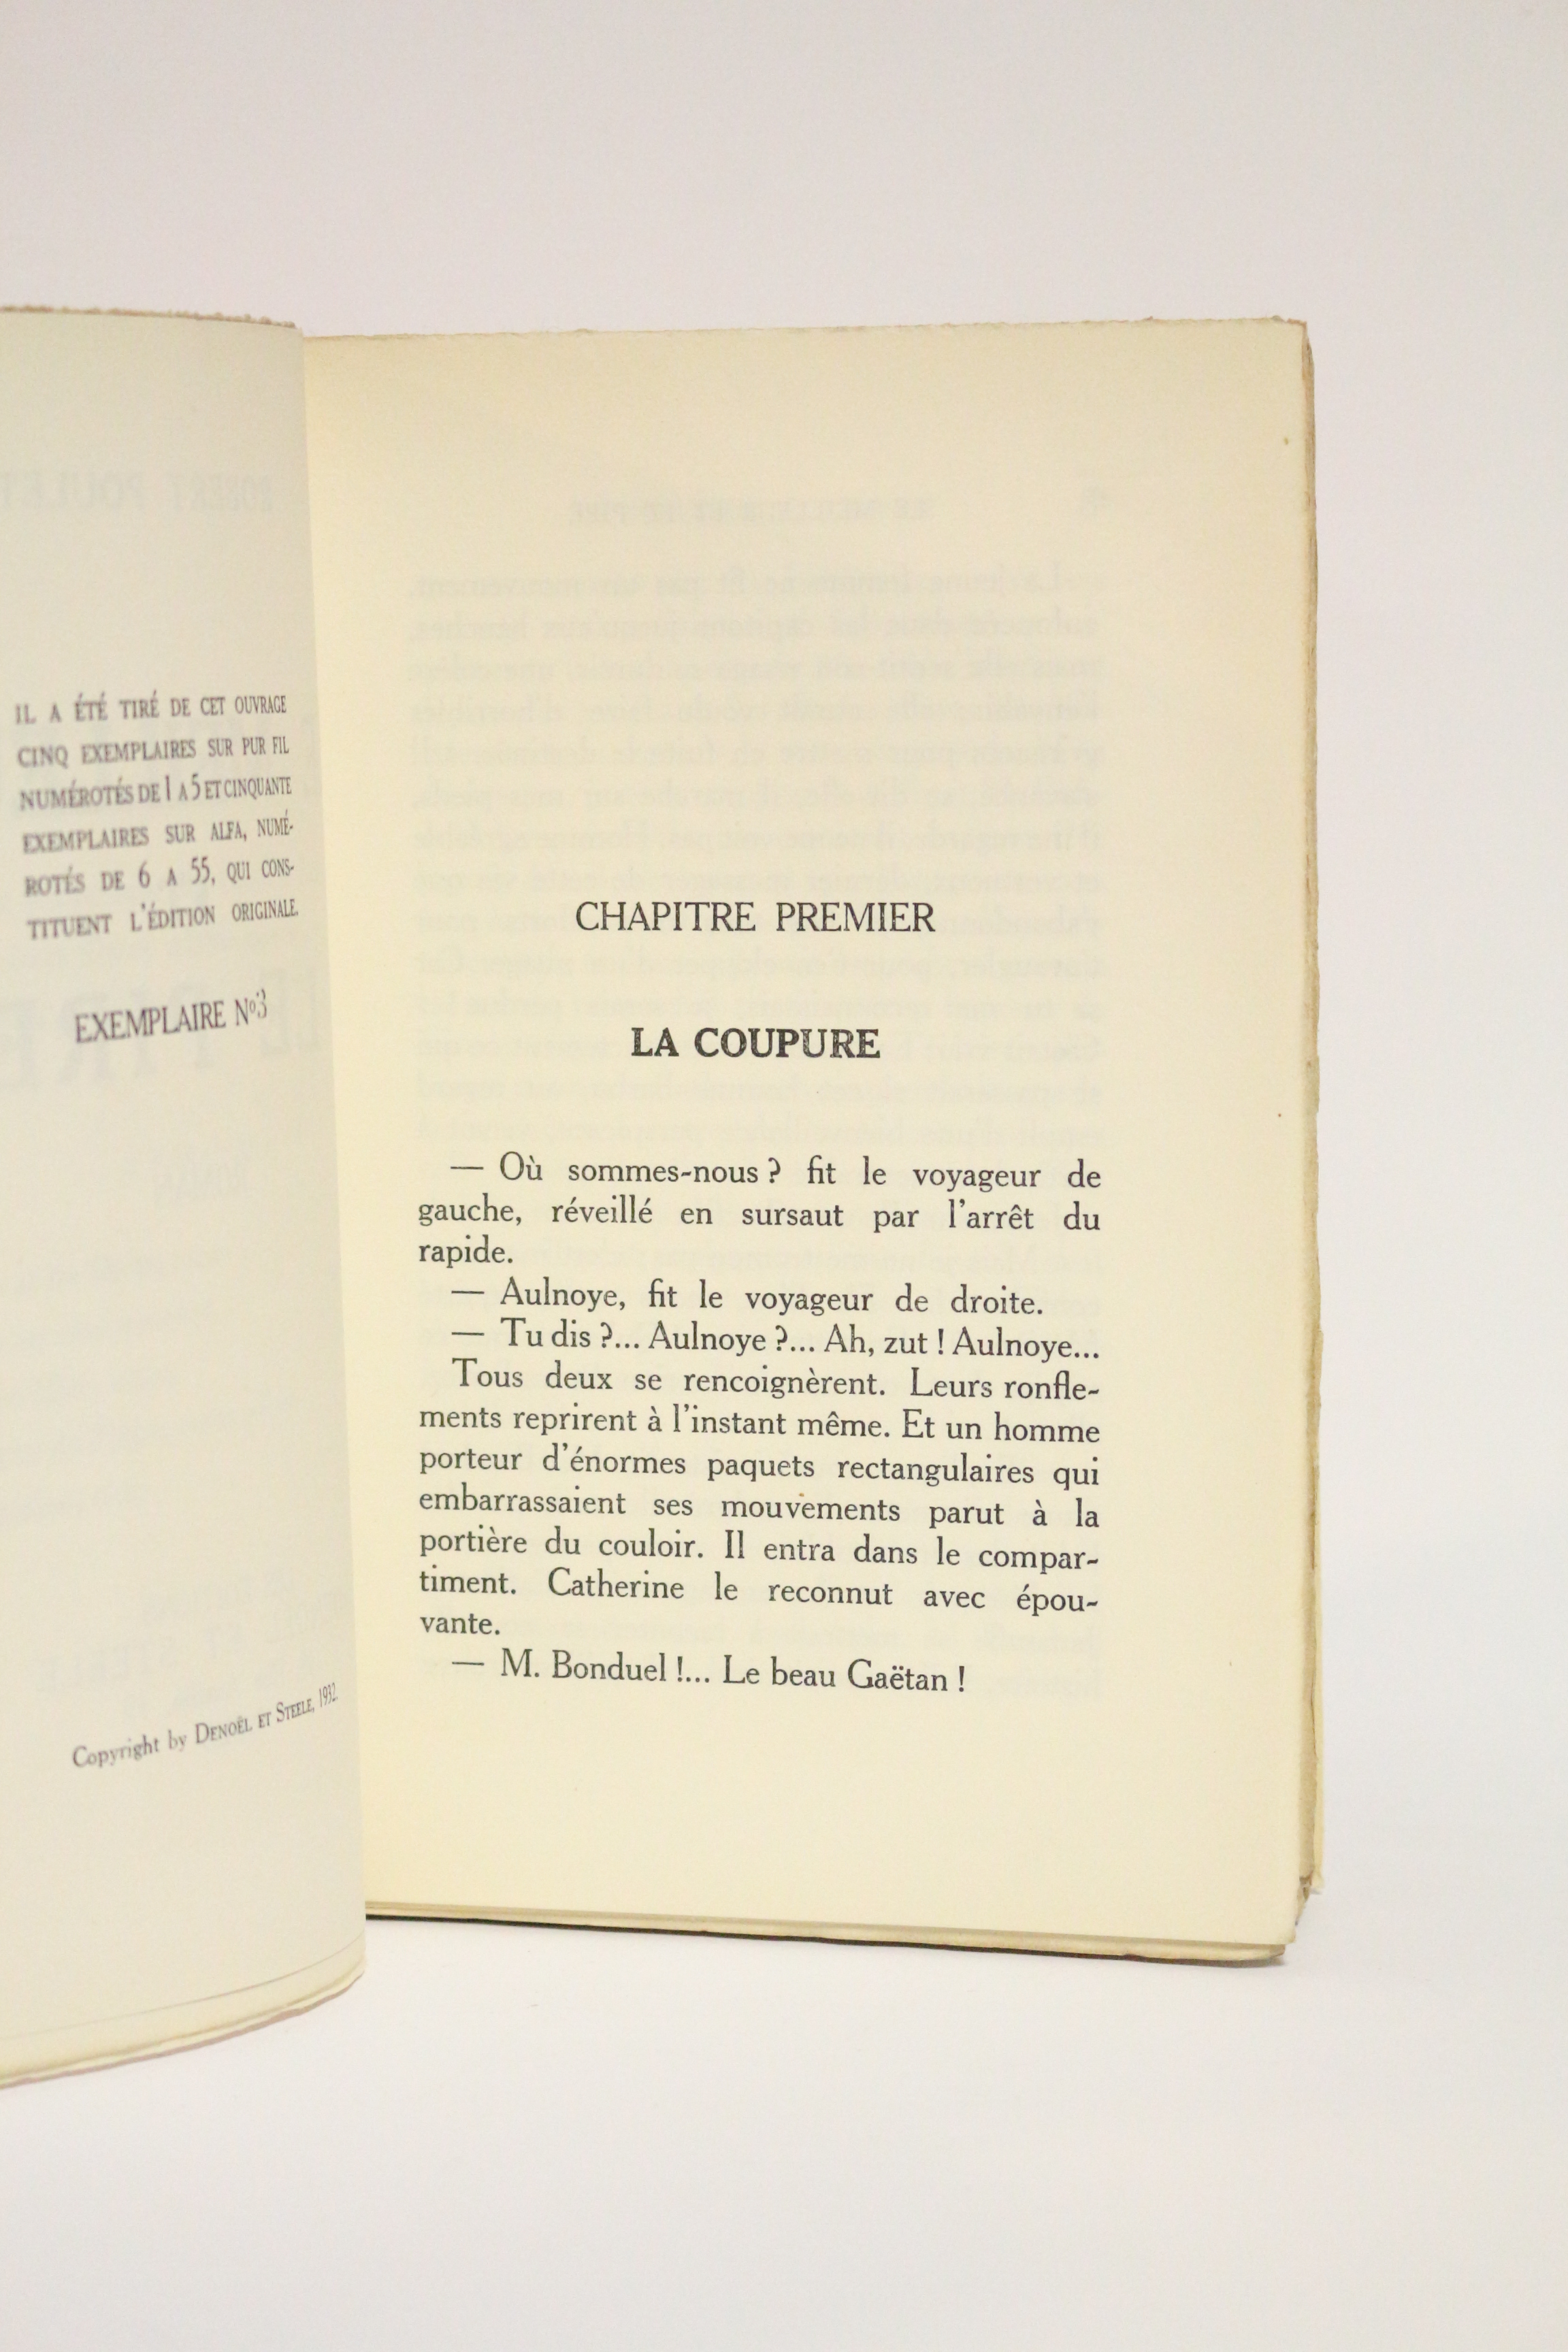 IL A ÉTÉ TIRÉ DE CET OUVRAGE
CINQ EXEMPLAIRES SUR PUR FIL
NUMÉROTÉS DE 1 A 5 ET CINQUANTE
EXEMPLAIRES SUR ALFA, NUMÉ-
ROTÉS DE 6 A 55, QUI CONS-
TITUENT L'ÉDITION ORIGINALE.
EXEMPLAIRE Nº 3
Copyright by DENOËL ET STEELE, 1932.
CHAPITRE PREMIER
LA COUPURE
— Où sommes-nous ? fit le voyageur de
gauche, réveillé en sursaut par l'arrêt du
rapide.
— Aulnoye, fit le voyageur de droite.
— Tu dis ?... Aulnoye ?... Ah, zut ! Aulnoye...
Tous deux se rencoignèrent. Leurs ronfle-
ments reprirent à l'instant même. Et un homme
porteur d'énormes paquets rectangulaires qui
embarrassaient ses mouvements parut à la
portière du couloir. Il entra dans le compar-
timent. Catherine le reconnut avec épou-
vante.
— M. Bonduel !... Le beau Gaëtan !